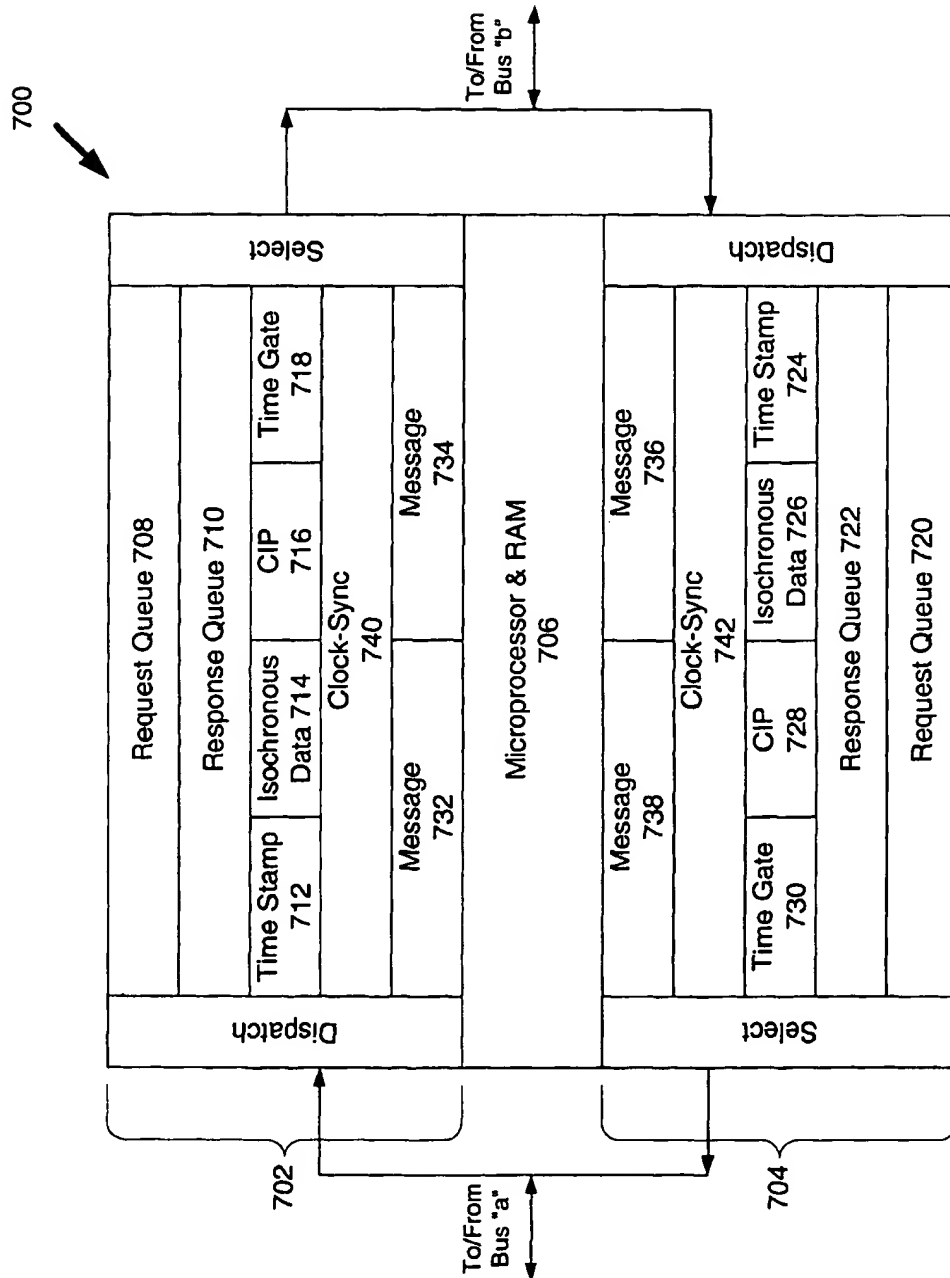 700
To/From
Bus "a"
To/From
Bus "b"
702
Dispatch
Select
Request Queue 708
Response Queue 710
Time Stamp
712
Isochronous
Data 714
CIP
716
Time Gate
718
Clock-Sync
740
Message
732
Message
734
Microprocessor & RAM
706
704
Select
Dispatch
Message
738
Message
736
Clock-Sync
742
Time Gate
730
CIP
728
Isochronous
Data 726
Time Stamp
724
Response Queue 722
Request Queue 720